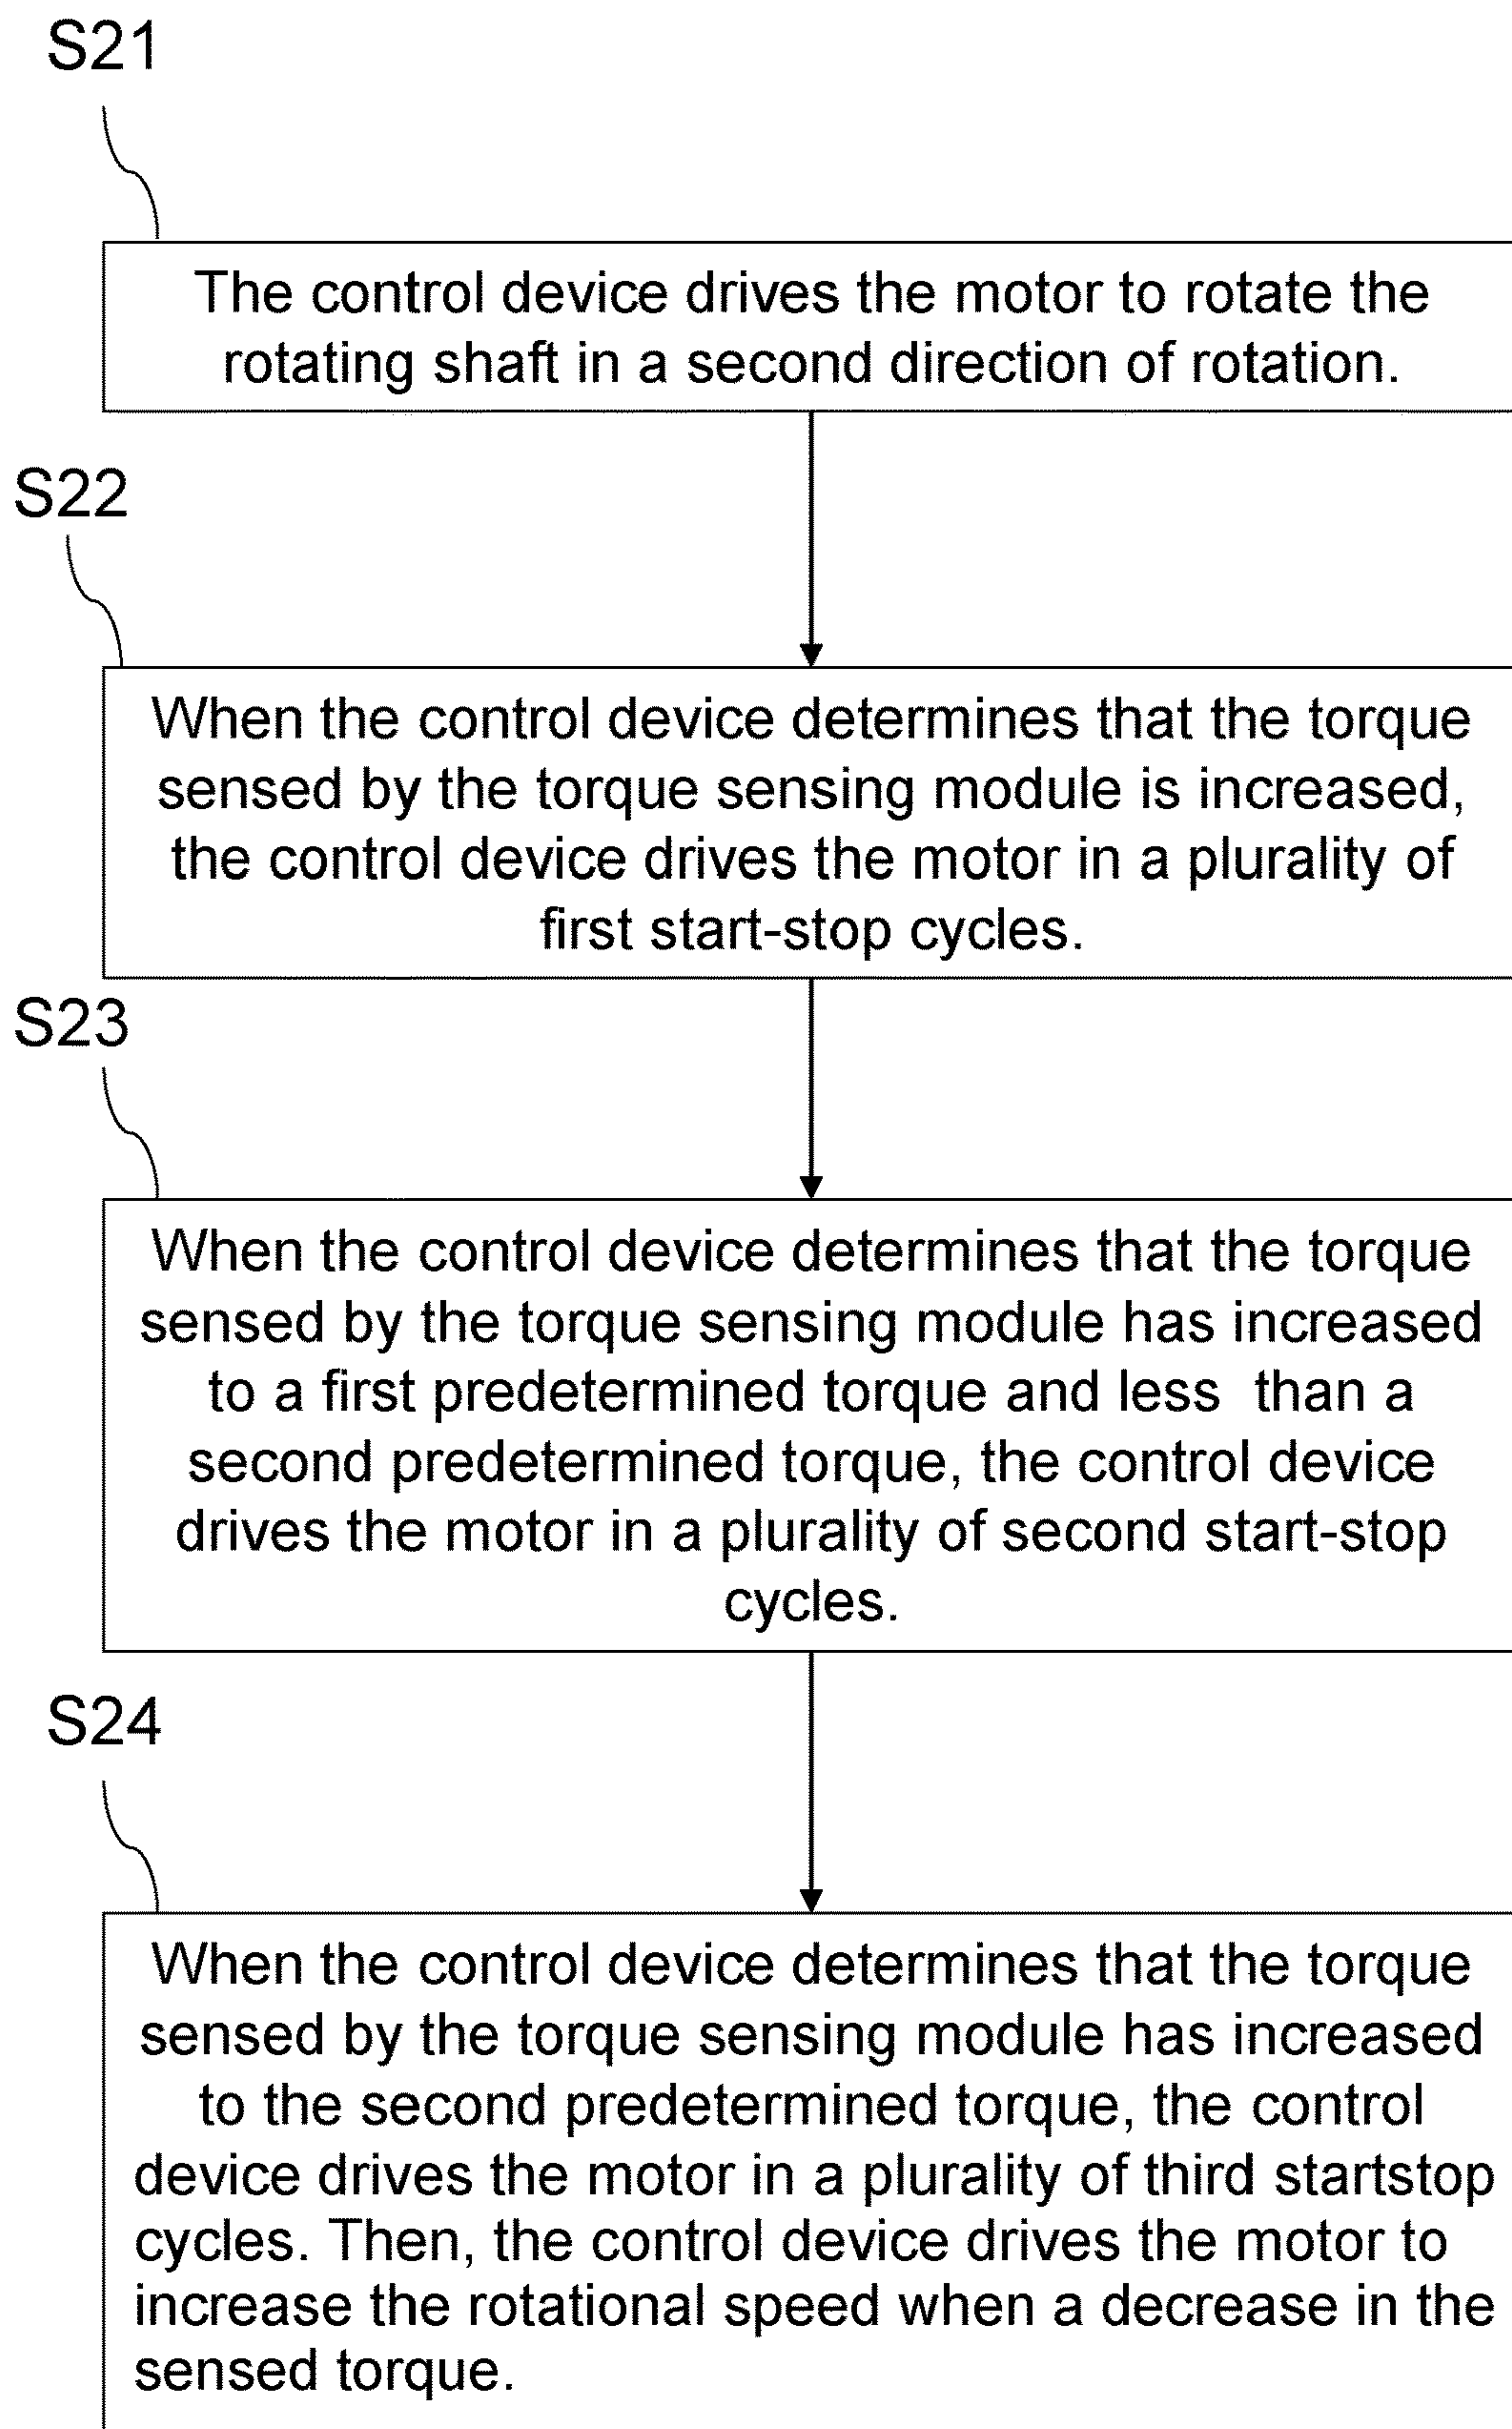 S21
The control device drives the motor to rotate the
rotating shaft in a second direction of rotation.
S22
When the control device determines that the torque
sensed by the torque sensing module is increased,
the control device drives the motor in a plurality of
first start-stop cycles.
S23
When the control device determines that the torque
sensed by the torque sensing module has increased
to a first predetermined torque and less than a
second predetermined torque, the control device
drives the motor in a plurality of second start-stop
cycles.
S24
When the control device determines that the torque
sensed by the torque sensing module has increased
to the second predetermined torque, the control
device drives the motor in a plurality of third startstop
cycles. Then, the control device drives the motor to
increase the rotational speed when a decrease in the
sensed torque.